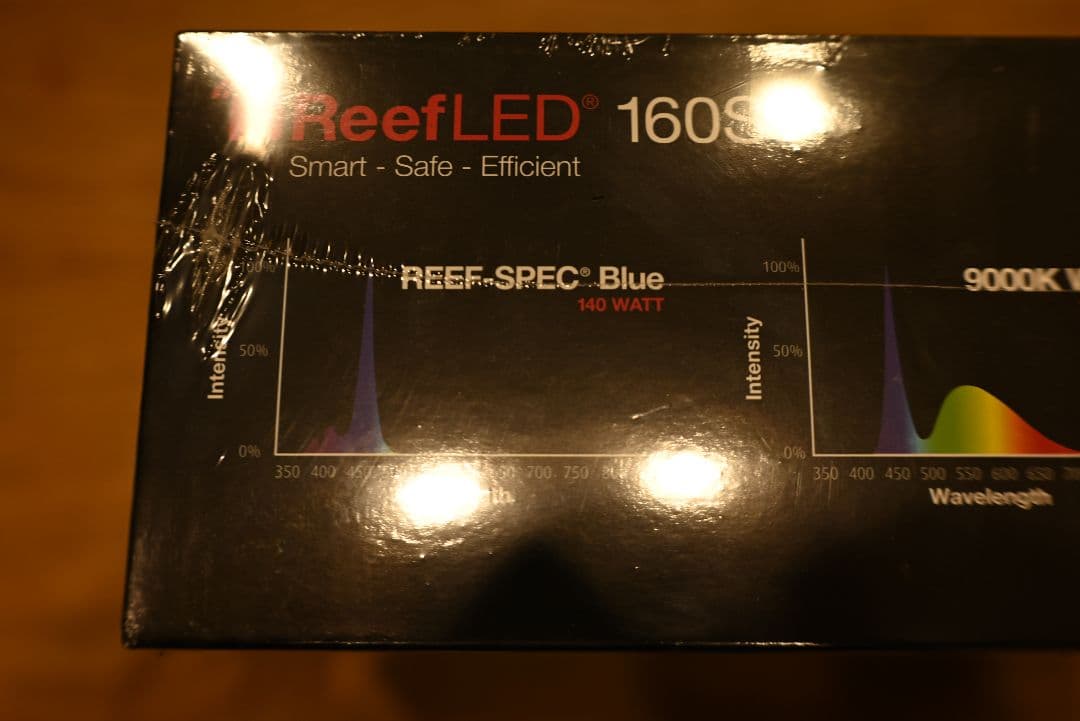 ReefLED® 160S
Smart - Safe - Efficient
REEF-SPEC® Blue
140 WATT
100%
50%
0%
Intensity
350 400 450 700 750
9000K W
100%
50%
0%
Intensity
350 400 450 500 550 600 650
Wavelength